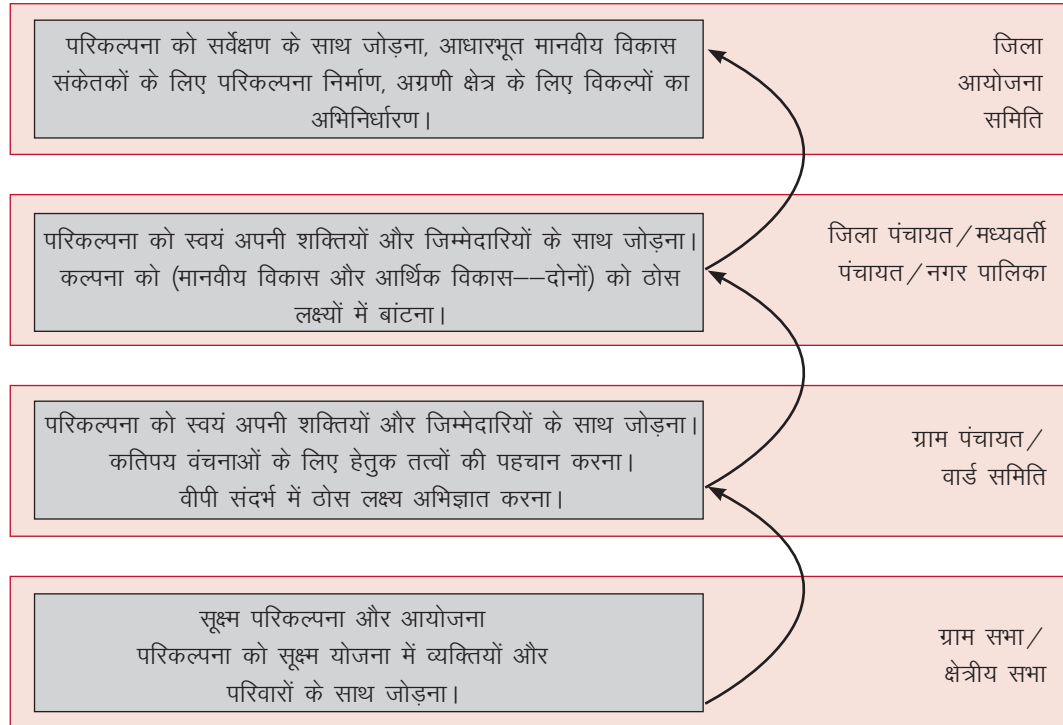 परिकल्पना को सर्वेक्षण के साथ जोड़ना, आधारभूत मानवीय विकास
संकेतकों के लिए परिकल्पना निर्माण, अग्रणी क्षेत्र के लिए विकल्पों का
अभिनिर्धारण।
जिला
आयोजना
समिति
परिकल्पना को स्वयं अपनी शक्तियों और जिम्मेदारियों के साथ जोड़ना।
कल्पना को (मानवीय विकास और आर्थिक विकास––दोनों) को ठोस
लक्ष्यों में बांटना।
जिला पंचायत/मध्यवर्ती
पंचायत/नगर पालिका
परिकल्पना को स्वयं अपनी शक्तियों और जिम्मेदारियों के साथ जोड़ना।
कतिपय वंचनाओं के लिए हेतुक तत्वों की पहचान करना।
वीपी संदर्भ में ठोस लक्ष्य अभिज्ञात करना।
ग्राम पंचायत/
वार्ड समिति
सूक्ष्म परिकल्पना और आयोजना
परिकल्पना को सूक्ष्म योजना में व्यक्तियों और
परिवारों के साथ जोड़ना।
ग्राम सभा/
क्षेत्रीय सभा